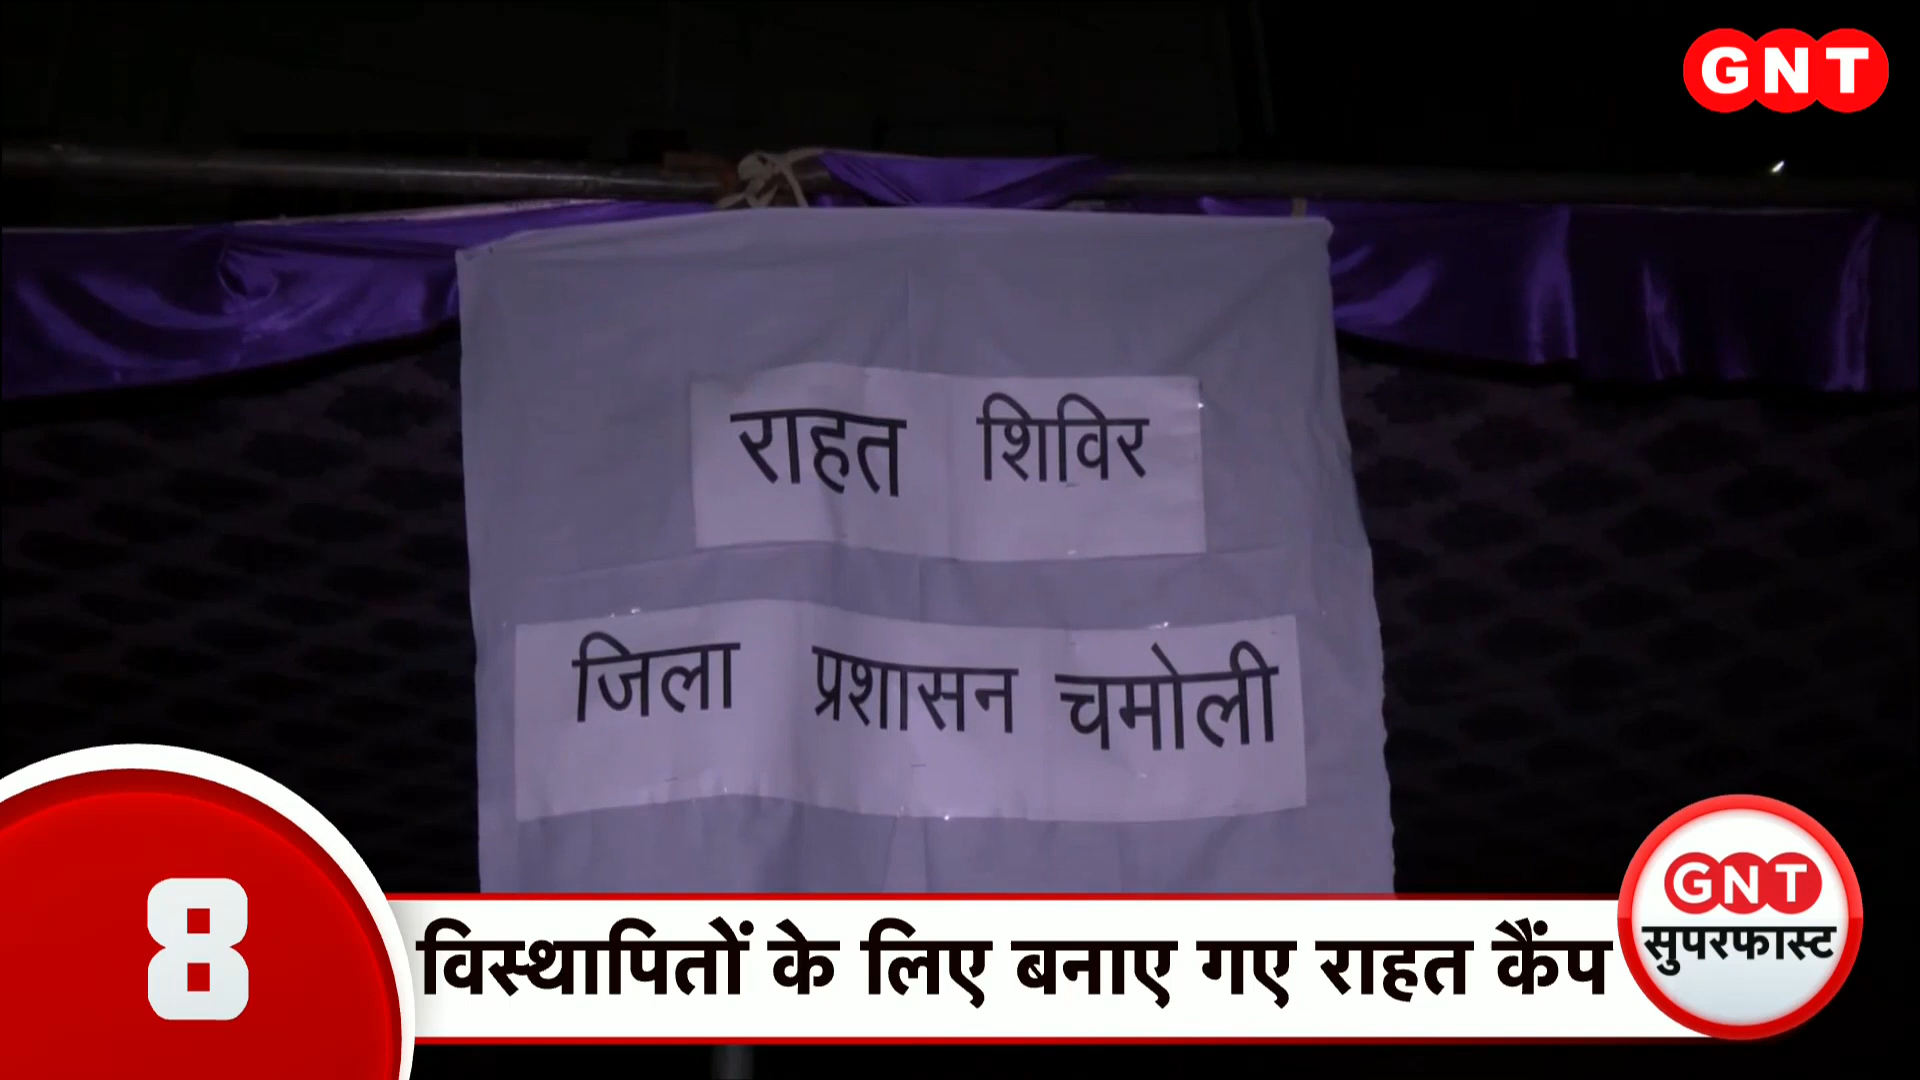 GNT
राहत शिविर
जिला प्रशासन चमोली
8
विस्थापितों के लिए बनाए गए राहत कैंप
GNT
सुपरफास्ट